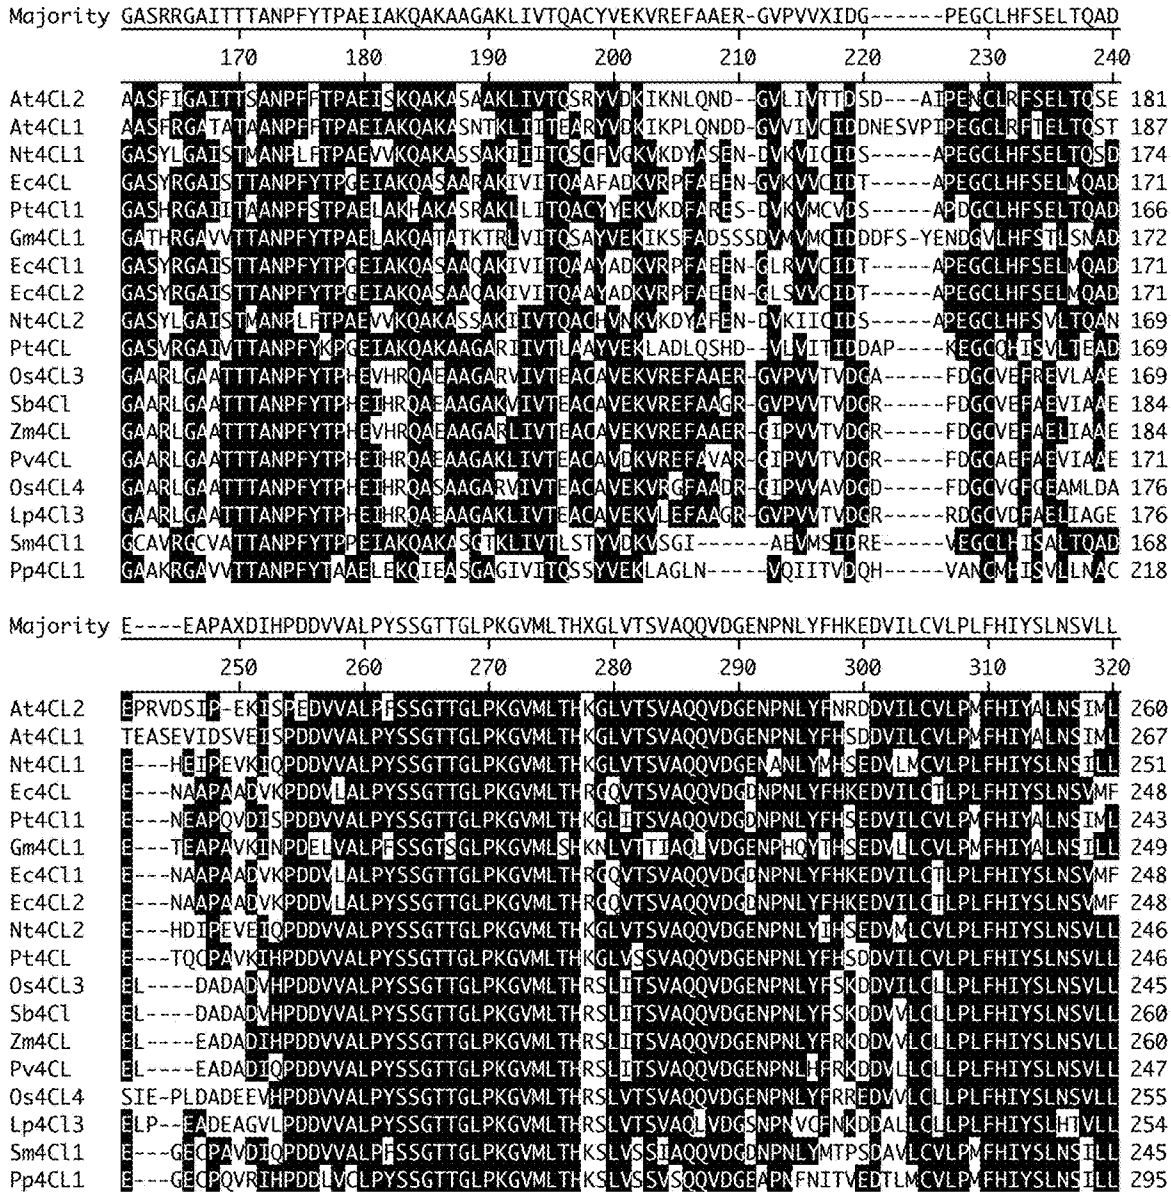 Majority GASRRGAITTTANPFYTPAEIAKQAKAAGAKLIVTQACYVEKVREFAAER-GVPVVXIDG------PEGCLHFSELTQAD
170 180 190 200 210 220 230 240
At4CL2 AASFIGAITTSANPFFTPAEISKQAKASAAKLIVTQSRYVDKIKNLQND--GVLIVTTDSD---AIPENCLRFSELTQSE 181
At4CL1 AASFRGATATAANPFFTPAEIAKQAKASNTKLIITEARYVDKIKPLQNDD-GVVIVCIDDNESVPIPEGCLRFTELTQST 187
Nt4CL1 GASYLGAISTMANPLFTPAEVVKQAKASSAKIIITQSCFVGKVKDYASEN-DVKVICIDS-----APEGCLHFSELTQSD 174
Ec4CL GASYRGAISTTANPFYTPGEIAKQASAARAKIVITQAAFADKVRPFAEEN-GVKVVCIDT-----APEGCLHFSELMQAD 171
Pt4Cl1 GASHRGAIITAANPFSTPAELAKHAKASRAKLLITQACYYEKVKDFARES-DVKVMCVDS-----APDGCLHFSELTQAD 166
Gm4CL1 GATHRGAVVTTANPFYTPAELAKQATATKTRLVITQSAYVEKIKSFADSSSDVMVMCIDDDFS-YENDGVLHFSTLSNAD 172
Ec4Cl1 GASYRGAISTTANPFYTPGEIAKQASAAQAKIVITQAAYADKVRPFAEEN-GLRVVCIDT-----APEGCLHFSELMQAD 171
Ec4CL2 GASYRGAISTTANPFYTPGEIAKQASAAQAKIVITQAAYADKVRPFAEEN-GLSVVCIDT-----APEGCLHFSELMQAD 171
Nt4CL2 GASYLGAISTMANPLFTPAEVVKQAKASSAKIIVTQACHVNKVKDYAFEN-DVKIICIDS-----APEGCLHFSVLTQAN 169
Pt4CL GASVRGAIVTTANPFYKPGEIAKQAKAAGARIIVTLAAYVEKLADLQSHD--VLVITIDDAP----KEGCQHISVLTEAD 169
Os4CL3 GAARLGAATTTANPFYTPHEVHRQAEAAGARVIVTEACAVEKVREFAAER-GVPVVTVDGA-----FDGCVEFREVLAAE 169
Sb4Cl GAARLGAATTTANPFYTPHEIHRQAEAAGAKVIVTEACAVEKVREFAAGR-GVPVVTVDGR-----FDGCVEFAEVIAAE 184
Zm4CL GAARLGAATTTANPFYTPHEVHRQAEAAGARLIVTEACAVEKVREFAAER-GIPVVTVDGR-----FDGCVEFAELIAAE 184
Pv4CL GAARLGAATTTANPFYTPHEIHRQAEAAGAKLIVTEACAVDKVREFAVAR-GIPVVTVDGR-----FDGCAEFAEVIAAE 171
Os4CL4 GAARLGAATTTANPFYTPHEIHRQASAAGARVIVTEACAVEKVRGFAADR-GIPVVAVDGD-----FDGCVGFGEAMLDA 176
Lp4Cl3 GAARLGAATTTANPFYTPHEIHRQAEAAGAKLIVTEACAVEKVLEFAAGR-GVPVVTVDGR-----RDGCVDFAELIAGE 176
Sm4Cl1 GCAVRGCVATTANPFYTPPEIAKQAKASGTKLIVTLSTYVDKVSGI------AEVMSIDRE-----VEGCLHISALTQAD 168
Pp4CL1 GAAKRGAVVTTANPFYTAAELEKQIEASGAGIVITQSSYVEKLAGLN-----VQIITVDQH-----VANCMHISVLLNAC 218
Majority E----EAPAXDIHPDDVVALPYSSGTTGLPKGVMLTHXGLVTSVAQQVDGENPNLYFHKEDVILCVLPLFHIYSLNSVLL
250 260 270 280 290 300 310 320
At4CL2 EPRVDSIP-EKISPEDVVALPFSSGTTGLPKGVMLTHKGLVTSVAQQVDGENPNLYFNRDDVILCVLPMFHIYALNSIML 260
At4CL1 TEASEVIDSVEISPDDVVALPYSSGTTGLPKGVMLTHKGLVTSVAQQVDGENPNLYFHSDDVILCVLPMFHIYALNSIML 267
Nt4CL1 E---HEIPEVKIQPDDVVALPYSSGTTGLPKGVMLTHKGLVTSVAQQVDGENANLYMHSEDVLMCVLPLFHIYSLNSILL 251
Ec4CL E---NAAPAADVKPDDVLALPYSSGTTGLPKGVMLTHRGQVTSVAQQVDGDNPNLYFHKEDVILCTLPLFHIYSLNSVMF 248
Pt4Cl1 E---NEAPQVDISPDDVVALPYSSGTTGLPKGVMLTHKGLITSVAQQVDGDNPNLYFHSEDVILCVLPMFHIYALNSIML 243
Gm4CL1 E---TEAPAVKINPDELVALPFSSGTSGLPKGVMLSHKNLVTTIAQLVDGENPHQYTHSEDVLLCVLPMFHIYALNSILL 249
Ec4Cl1 E---NAAPAADVKPDDVLALPYSSGTTGLPKGVMLTHRGQVTSVAQQVDGDNPNLYFHKEDVILCTLPLFHIYSLNSVMF 248
Ec4CL2 E---NAAPAADVKPDDVLALPYSSGTTGLPKGVMLTHRGQVTSVAQQVDGDNPNLYFHKEDVILCTLPLFHIYSLNSVMF 248
Nt4CL2 E---HDIPEVEIQPDDVVALPYSSGTTGLPKGVMLTHKGLVTSVAQQVDGENPNLYIHSEDVMLCVLPLFHIYSLNSVLL 246
Pt4CL E---TQCPAVKIHPDDVVALPYSSGTTGLPKGVMLTHKGLVSSVAQQVDGENPNLYFHSDDVILCVLPLFHIYSLNSVLL 246
Os4CL3 EL----DADADVHPDDVVALPYSSGTTGLPKGVMLTHRSLITSVAQQVDGENPNLYFSKDDVILCLLPLFHIYSLNSVLL 245
Sb4Cl EL----DADADVHPDDVVALPYSSGTTGLPKGVMLTHRSLITSVAQQVDGENPNLYFSKDDVVLCLLPLFHIYSLNSVLL 260
Zm4CL EL----EADADIHPDDVVALPYSSGTTGLPKGVMLTHRSLITSVAQQVDGENPNLYFRKDDVVLCLLPLFHIYSLNSVLL 260
Pv4CL EL----EADADIQPDDVVALPYSSGTTGLPKGVMLTHRSLITSVAQQVDGENPNLHFRKDDVLLCLLPLFHIYSLNSVLL 247
Os4CL4 SIE-PLDADEEVHPDDVVALPYSSGTTGLPKGVMLTHRSLVTSVAQQVDGENPNLYFRREDVVLCLLPLFHIYSLNSVLL 255
Lp4Cl3 ELP--EADEAGVLPDDVVALPYSSGTTGLPKGVMLTHRSLVTSVAQLVDGSNPNVCFNKDDALLCLLPLFHIYSLHTVLL 254
Sm4Cl1 E---GECPAVDIQPDDVVALPFSSGTTGLPKGVMLTHKSLVSSIAQQVDGENPNLYMTPSDAVLCVLPMFHIYSLNSILL 245
Pp4CL1 E---GECPQVRIHPDDLVCLPYSSGTTGLPKGVMLTHKSLVSSVSQQVDGEAPNFNITVEDTLMCVLPMFHIYSLNSILL 295